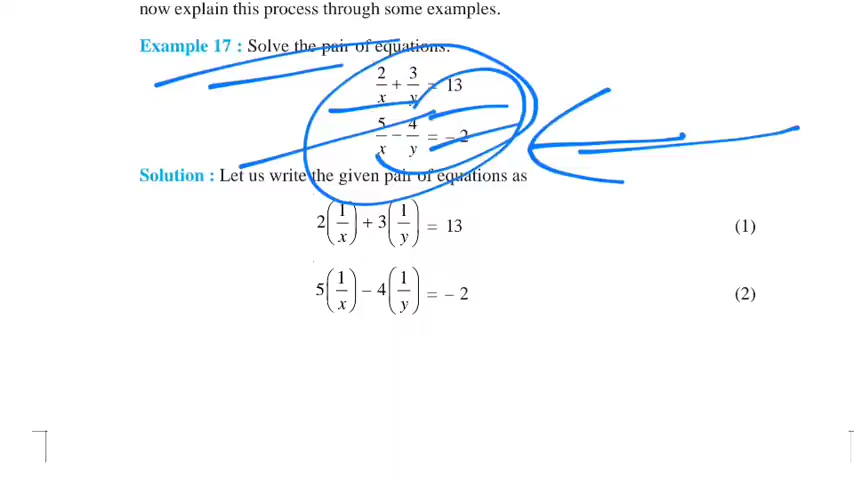 now explain this process through some examples.
Example 17 : Solve the pair of equations:
2/x + 3/y = 13
5/x − 4/y = − 2
Solution : Let us write the given pair of equations as
2(1/x) + 3(1/y) = 13 (1)
5(1/x) − 4(1/y) = − 2 (2)